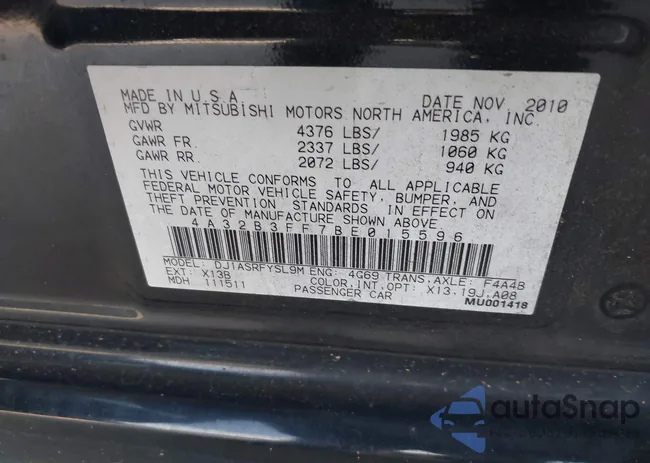 MADE IN U.S.A. DATE NOV. 2010
MFD BY MITSUBISHI MOTORS NORTH AMERICA, INC.
GVWR 4376 LBS/ 1985 KG
GAWR FR. 2337 LBS/ 1060 KG
GAWR RR. 2072 LBS/ 940 KG
THIS VEHICLE CONFORMS TO ALL APPLICABLE
FEDERAL MOTOR VEHICLE SAFETY, BUMPER, AND
THEFT PREVENTION STANDARDS IN EFFECT ON
THE DATE OF MANUFACTURE SHOWN ABOVE.
4A32B3FF7BE015596
MODEL: DJ1ASRFYSL9M ENG: 4G69 TRANS.AXLE: F4A4B
EXT: X13B COLOR.INT.OPT: X13.19J.A08
MDH 111511 PASSENGER CAR MU001418
autoSnap